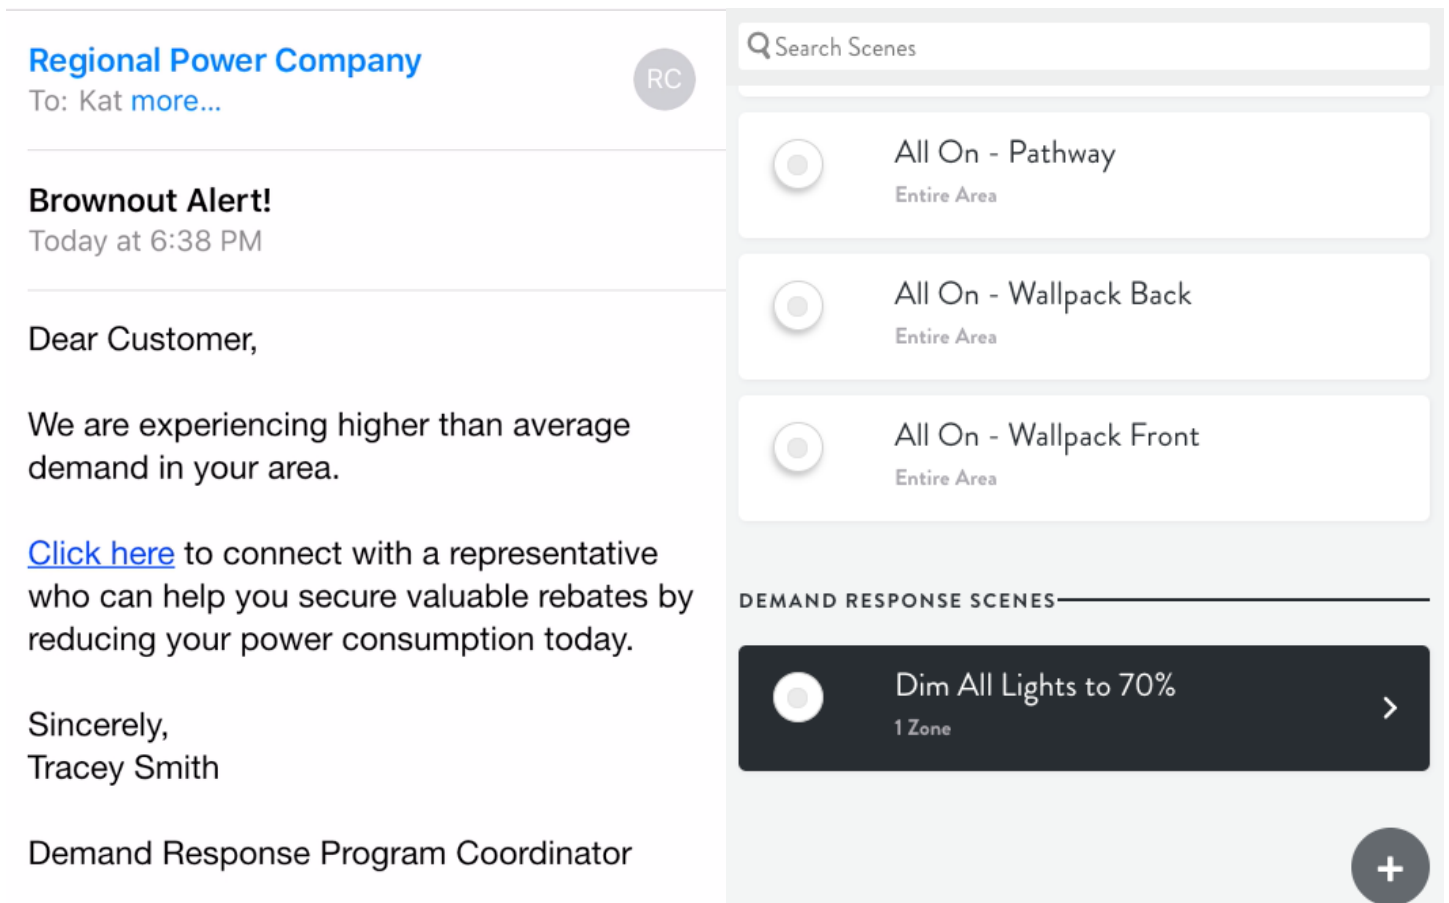 Regional Power Company
RC
To: Kat more...
Brownout Alert!
Today at 6:38 PM
Dear Customer,
We are experiencing higher than average
demand in your area.
Click here to connect with a representative
who can help you secure valuable rebates by
reducing your power consumption today.
Sincerely,
Tracey Smith
Demand Response Program Coordinator
Search Scenes
All On - Pathway
Entire Area
All On - Wallpack Back
Entire Area
All On - Wallpack Front
Entire Area
DEMAND RESPONSE SCENES
Dim All Lights to 70%
1 Zone